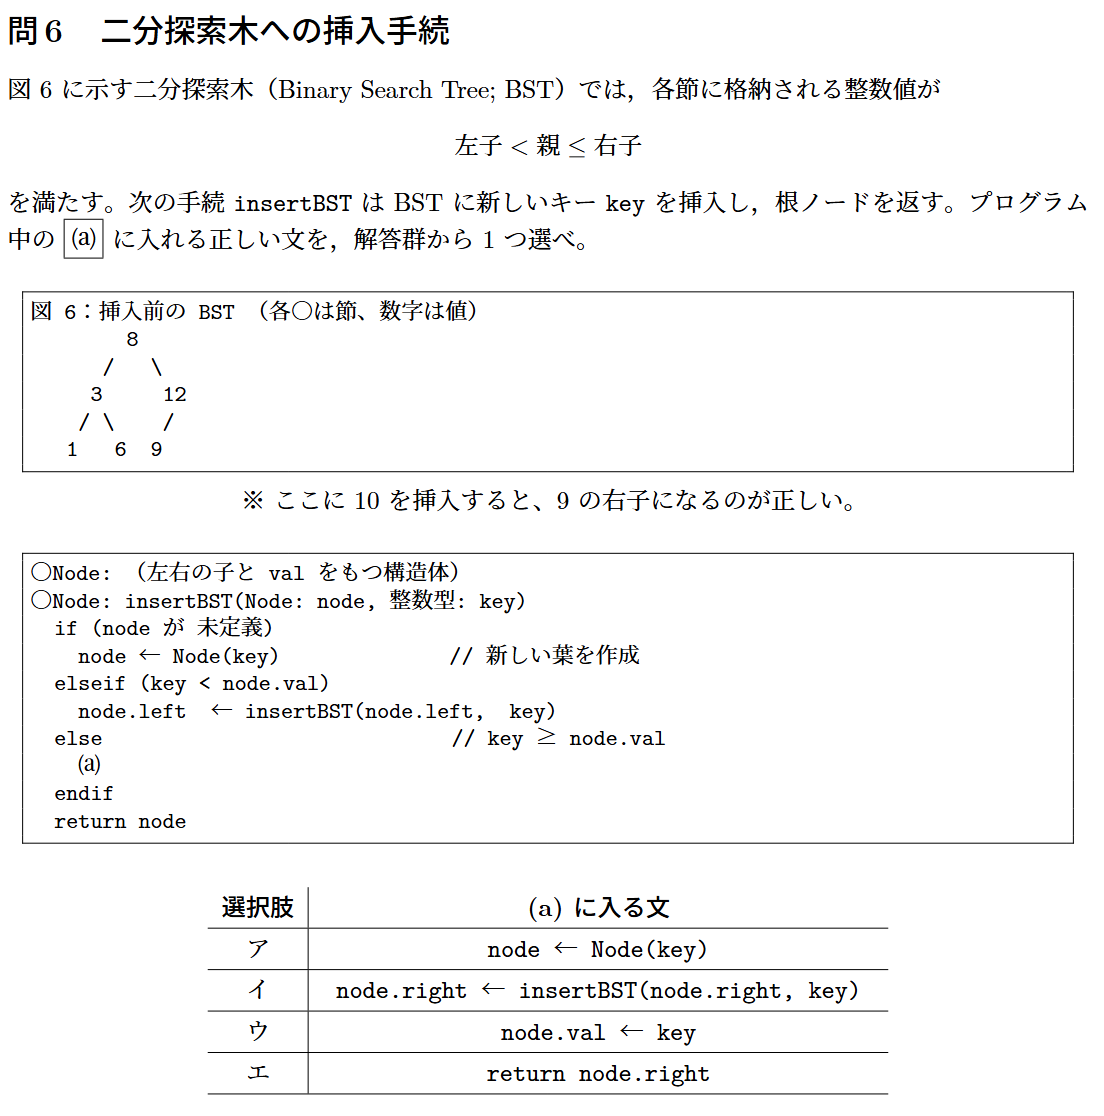 問 6 二分探索木への挿入手続
図 6 に示す二分探索木（Binary Search Tree; BST）では，各節に格納される整数値が
左子 < 親 ≤ 右子
を満たす。次の手続 insertBST は BST に新しいキー key を挿入し，根ノードを返す。プログラム
中の (a) に入れる正しい文を，解答群から 1 つ選べ。
図 6：挿入前の BST （各〇は節、数字は値）
8
/ \
3 12
/ \ /
1 6 9
※ ここに 10 を挿入すると、9 の右子になるのが正しい。
〇Node: （左右の子と val をもつ構造体）
〇Node: insertBST(Node: node, 整数型: key)
if (node が 未定義)
node ← Node(key) // 新しい葉を作成
elseif (key < node.val)
node.left ← insertBST(node.left, key)
else // key ≥ node.val
(a)
endif
return node
選択肢 (a) に入る文
ア node ← Node(key)
イ node.right ← insertBST(node.right, key)
ウ node.val ← key
エ return node.right